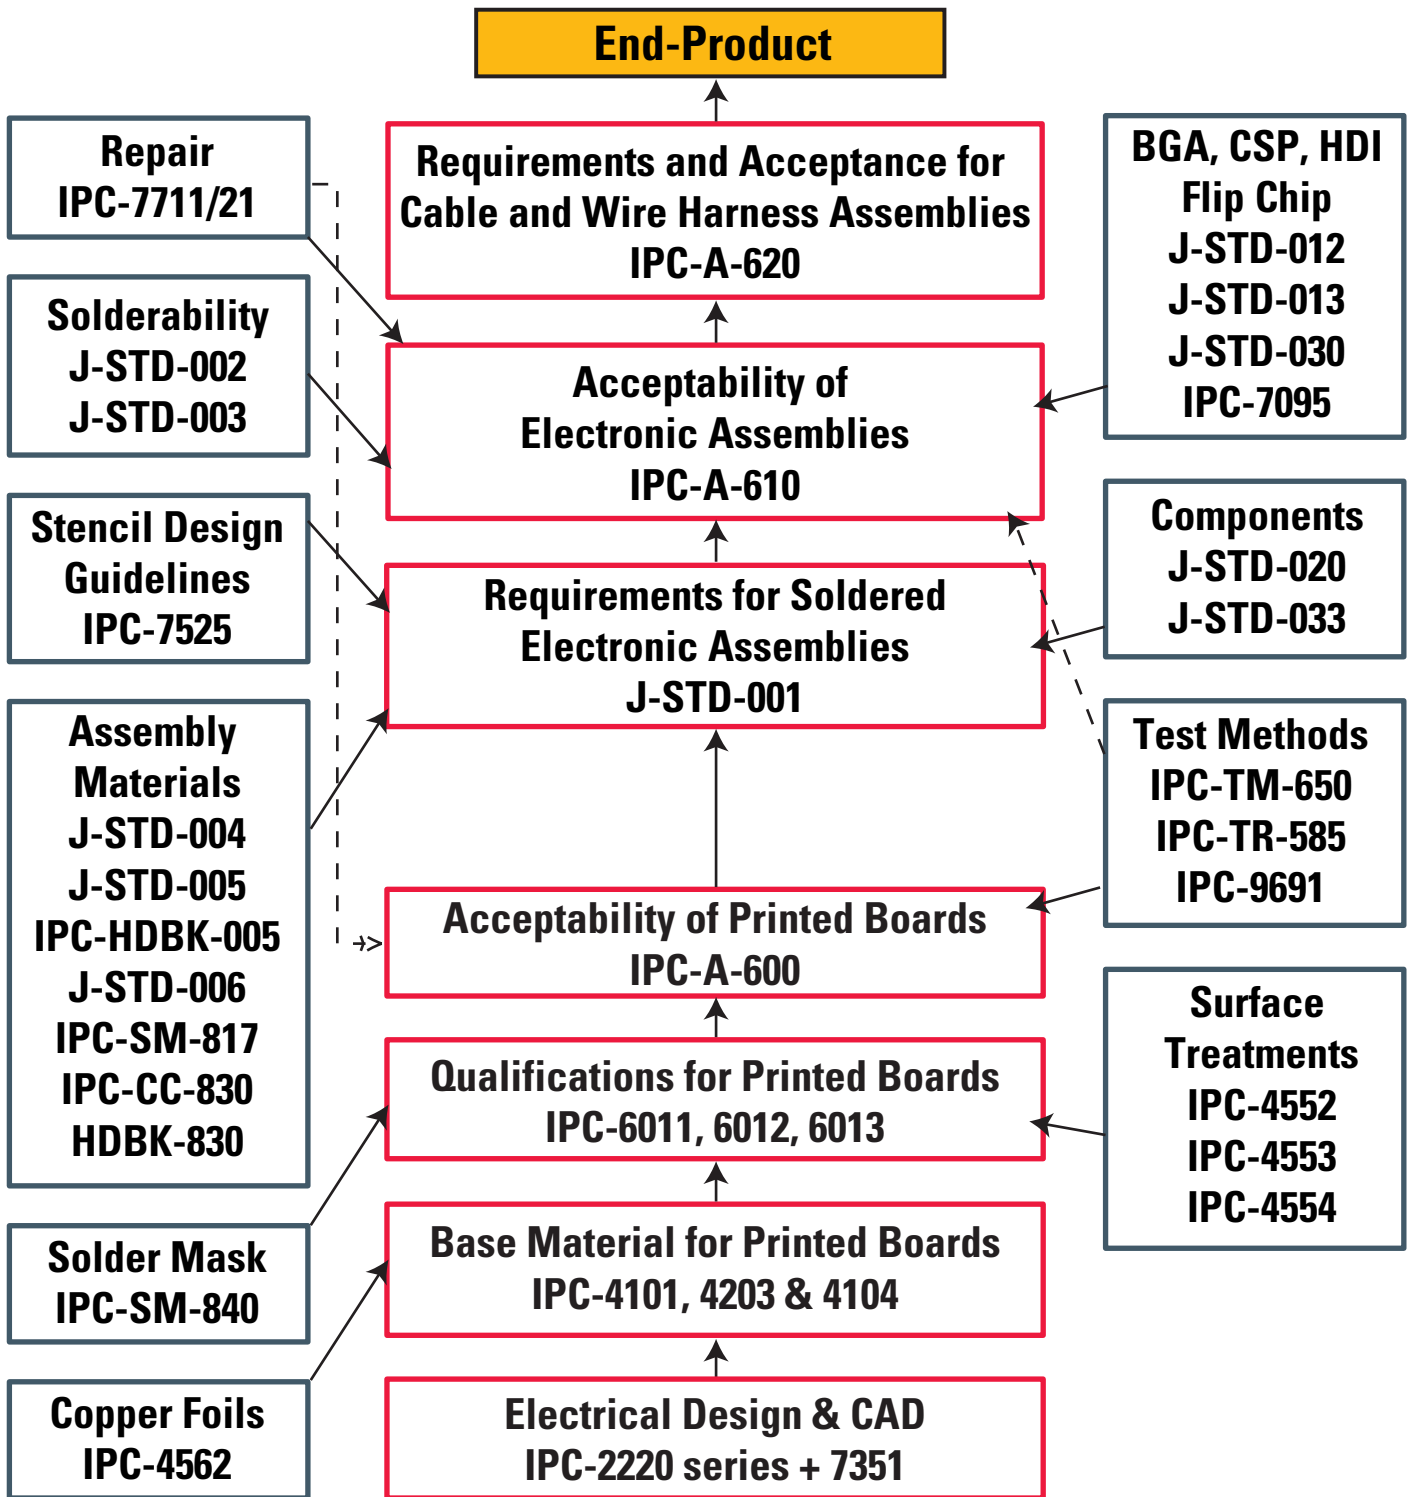 End-Product
Repair
IPC-7711/21
Requirements and Acceptance for
Cable and Wire Harness Assemblies
IPC-A-620
BGA, CSP, HDI
Flip Chip
J-STD-012
J-STD-013
J-STD-030
IPC-7095
Solderability
J-STD-002
J-STD-003
Acceptability of
Electronic Assemblies
IPC-A-610
Stencil Design
Guidelines
IPC-7525
Requirements for Soldered
Electronic Assemblies
J-STD-001
Components
J-STD-020
J-STD-033
Assembly
Materials
J-STD-004
J-STD-005
IPC-HDBK-005
J-STD-006
IPC-SM-817
IPC-CC-830
HDBK-830
Test Methods
IPC-TM-650
IPC-TR-585
IPC-9691
Acceptability of Printed Boards
IPC-A-600
Surface
Treatments
IPC-4552
IPC-4553
IPC-4554
Qualifications for Printed Boards
IPC-6011, 6012, 6013
Solder Mask
IPC-SM-840
Base Material for Printed Boards
IPC-4101, 4203 & 4104
Copper Foils
IPC-4562
Electrical Design & CAD
IPC-2220 series + 7351